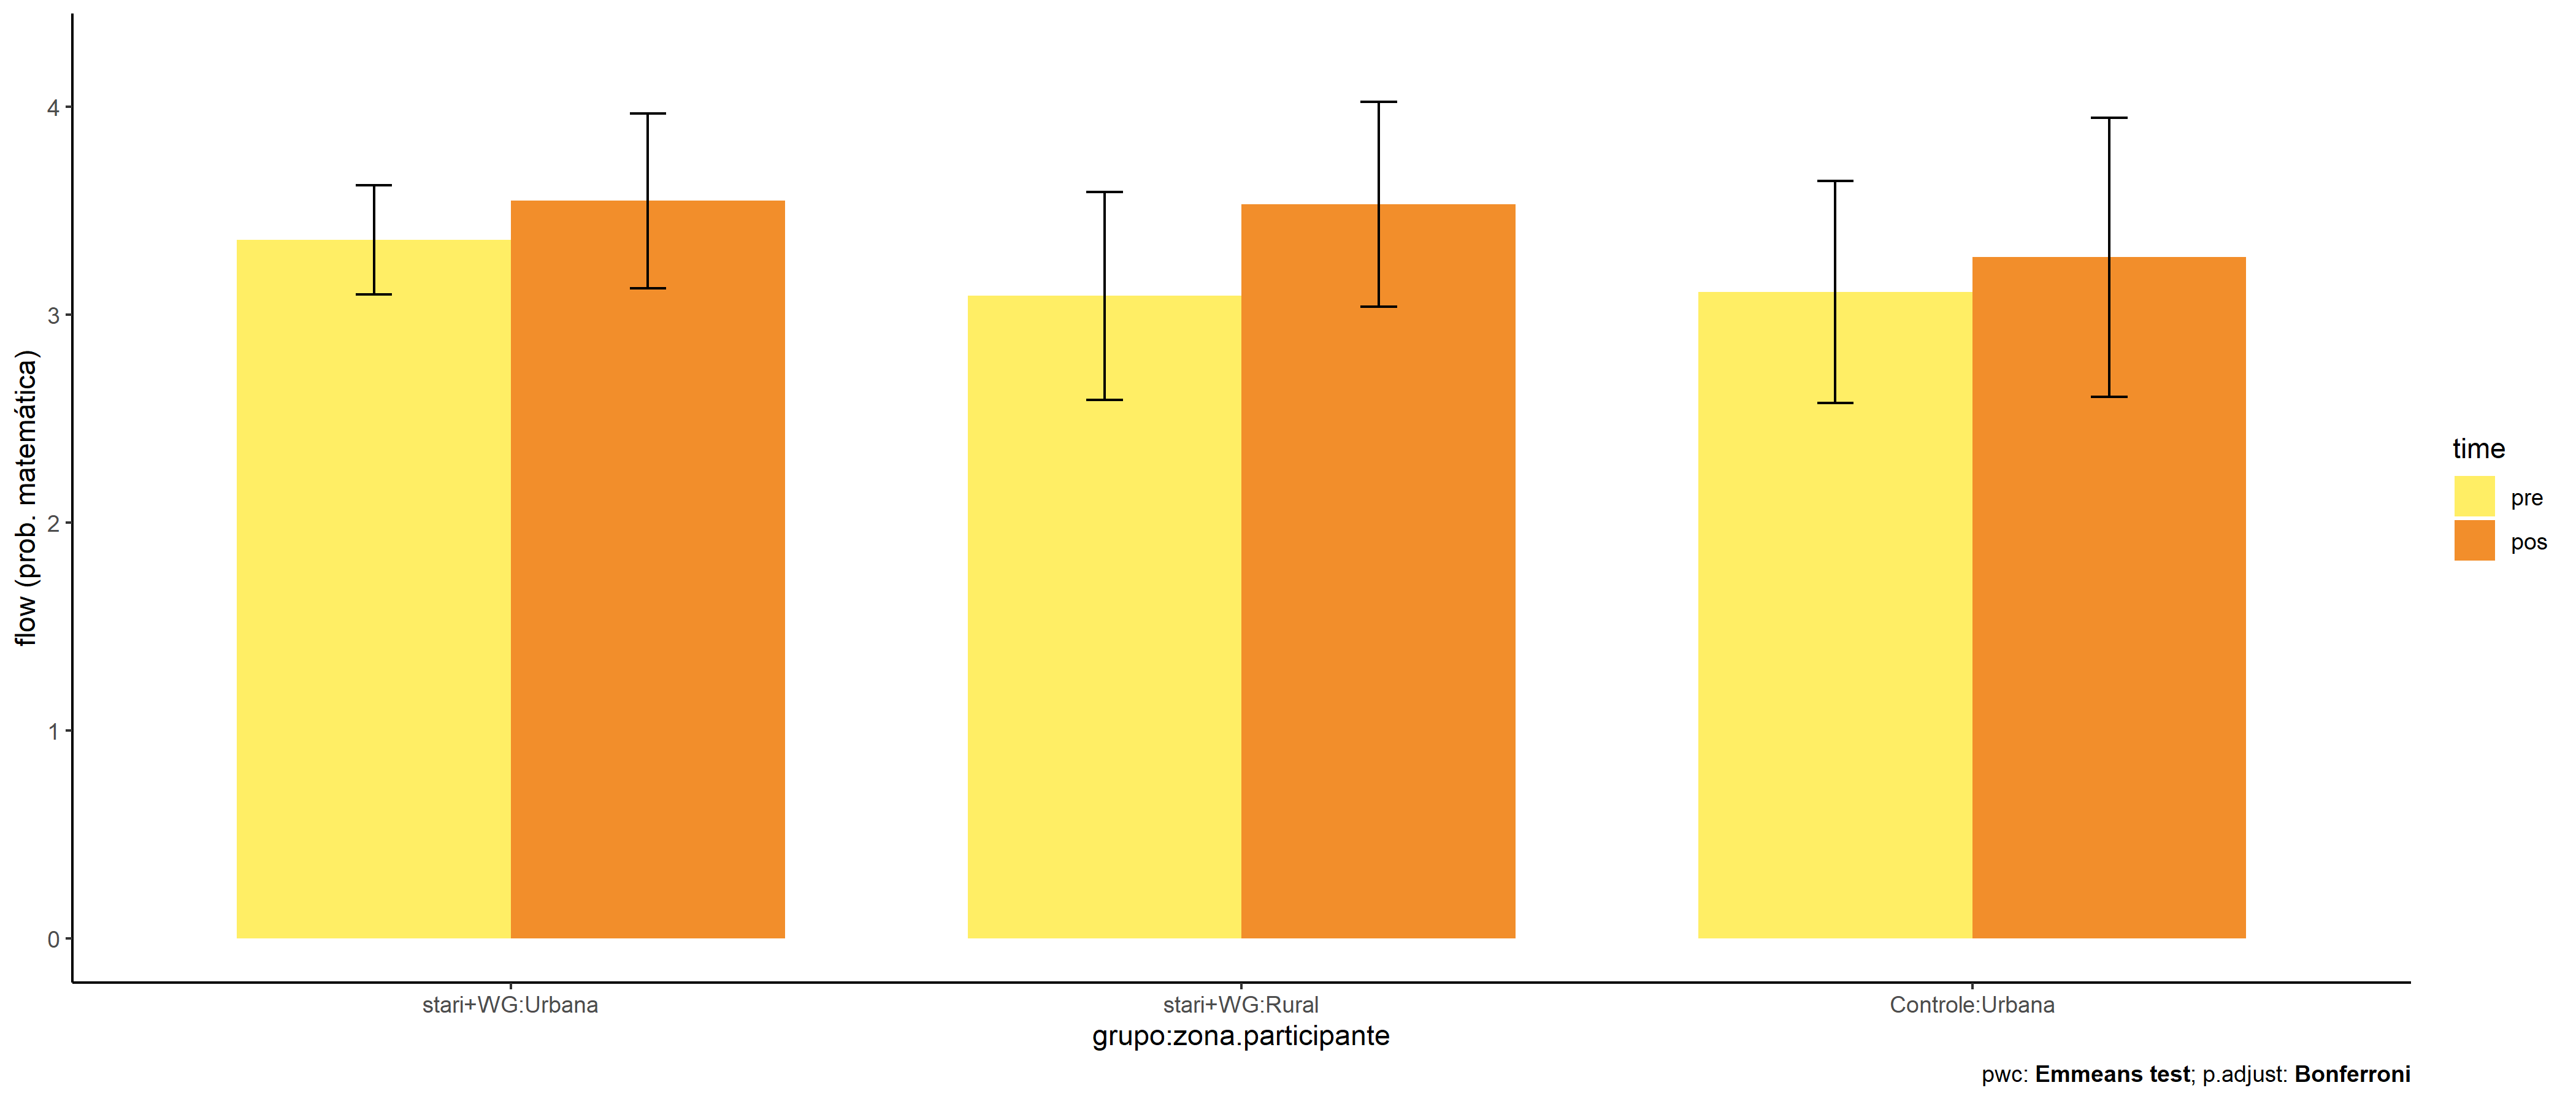 flow (prob. matemática)
4
3
2
1
0
stari+WG:Urbana
stari+WG:Rural
Controle:Urbana
grupo:zona.participante
time
pre
pos
pwc: Emmeans test; p.adjust: Bonferroni